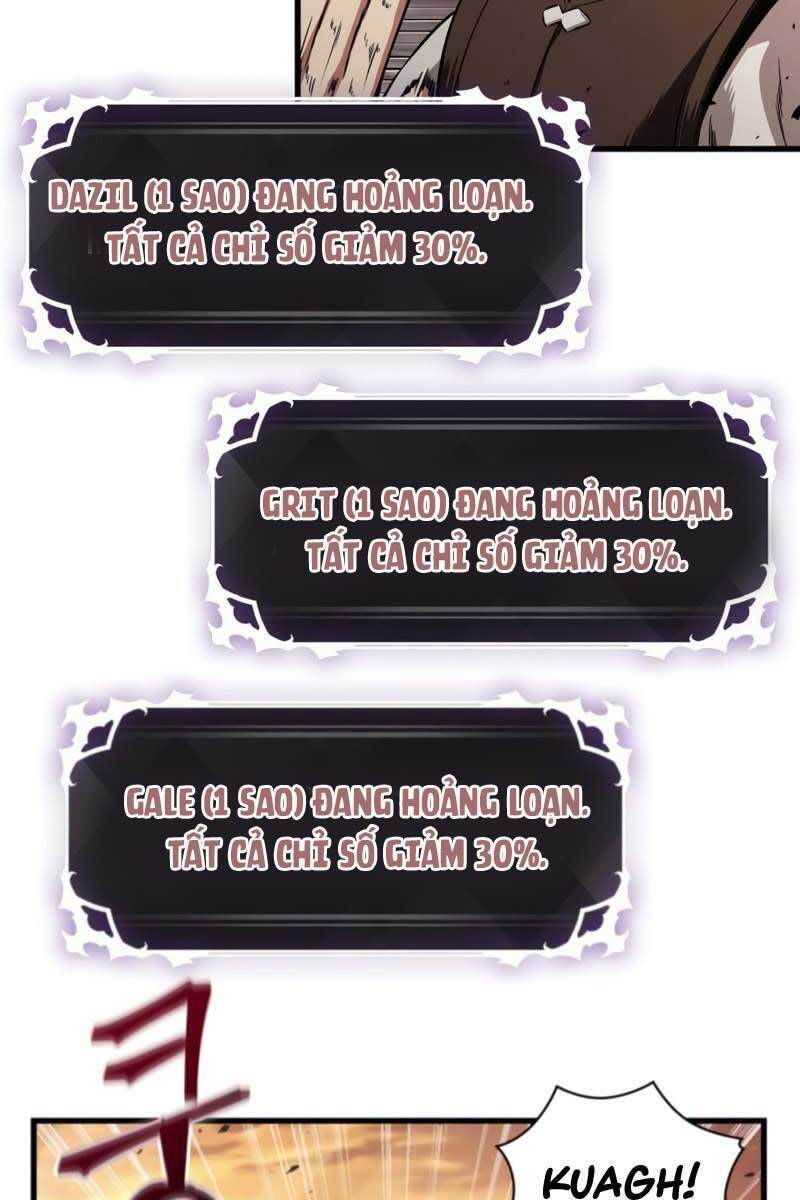 DAZIL (1 SAO) ĐANG HOẢNG LOẠN.
TẤT CẢ CHỈ SỐ GIẢM 30%.
GRIT (1 SAO) ĐANG HOẢNG LOẠN.
TẤT CẢ CHỈ SỐ GIẢM 30%.
GALE (1 SAO) ĐANG HOẢNG LOẠN.
TẤT CẢ CHỈ SỐ GIẢM 30%.
KUAGH!